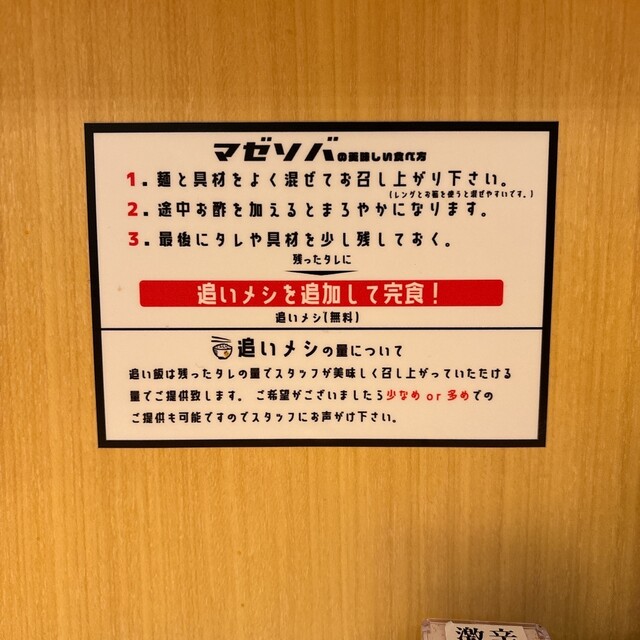 マゼソバの美味しい食べ方
1. 麺と具材をよく混ぜてお召し上がり下さい。
(レンゲとお箸を使うと混ぜやすいです。)
2. 途中お酢を加えるとまろやかになります。
3. 最後にタレや具材を少し残しておく。
残ったタレに
追いメシを追加して完食!
追いメシ(無料)
追いメシの量について
追い飯は残ったタレの量でスタッフが美味しく召し上がっていただける
量でご提供致します。 ご希望がございましたら少なめ or 多めでの
ご提供も可能ですのでスタッフにお声がけ下さい。
激辛